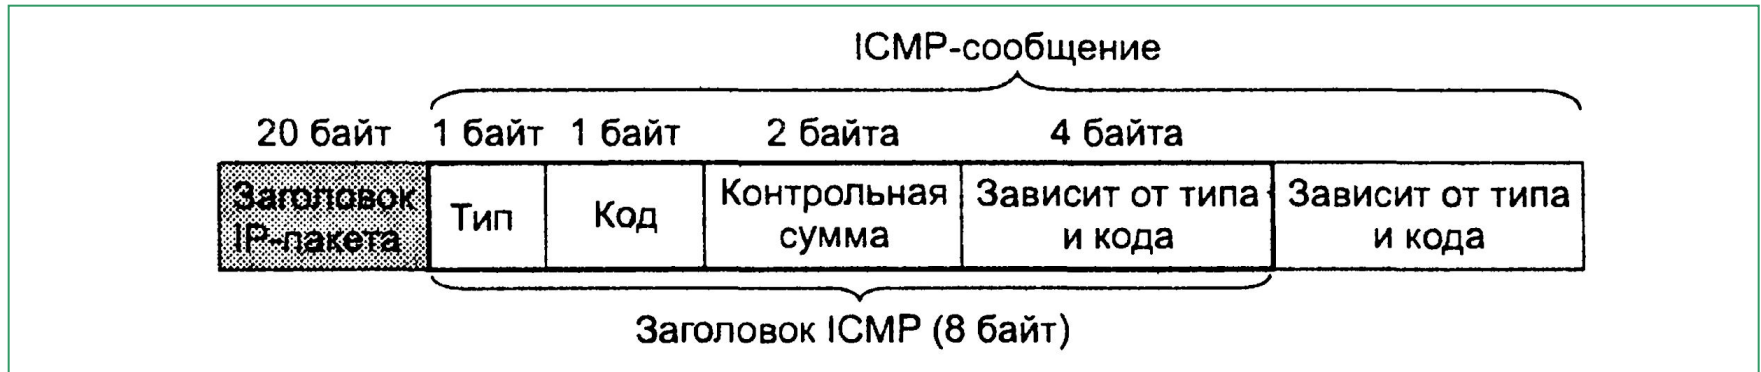 ICMP-сообщение
20 байт 1 байт 1 байт 2 байта 4 байта
Заголовок IP-пакета
Тип
Код
Контрольная сумма
Зависит от типа и кода
Зависит от типа и кода
Заголовок ICMP (8 байт)